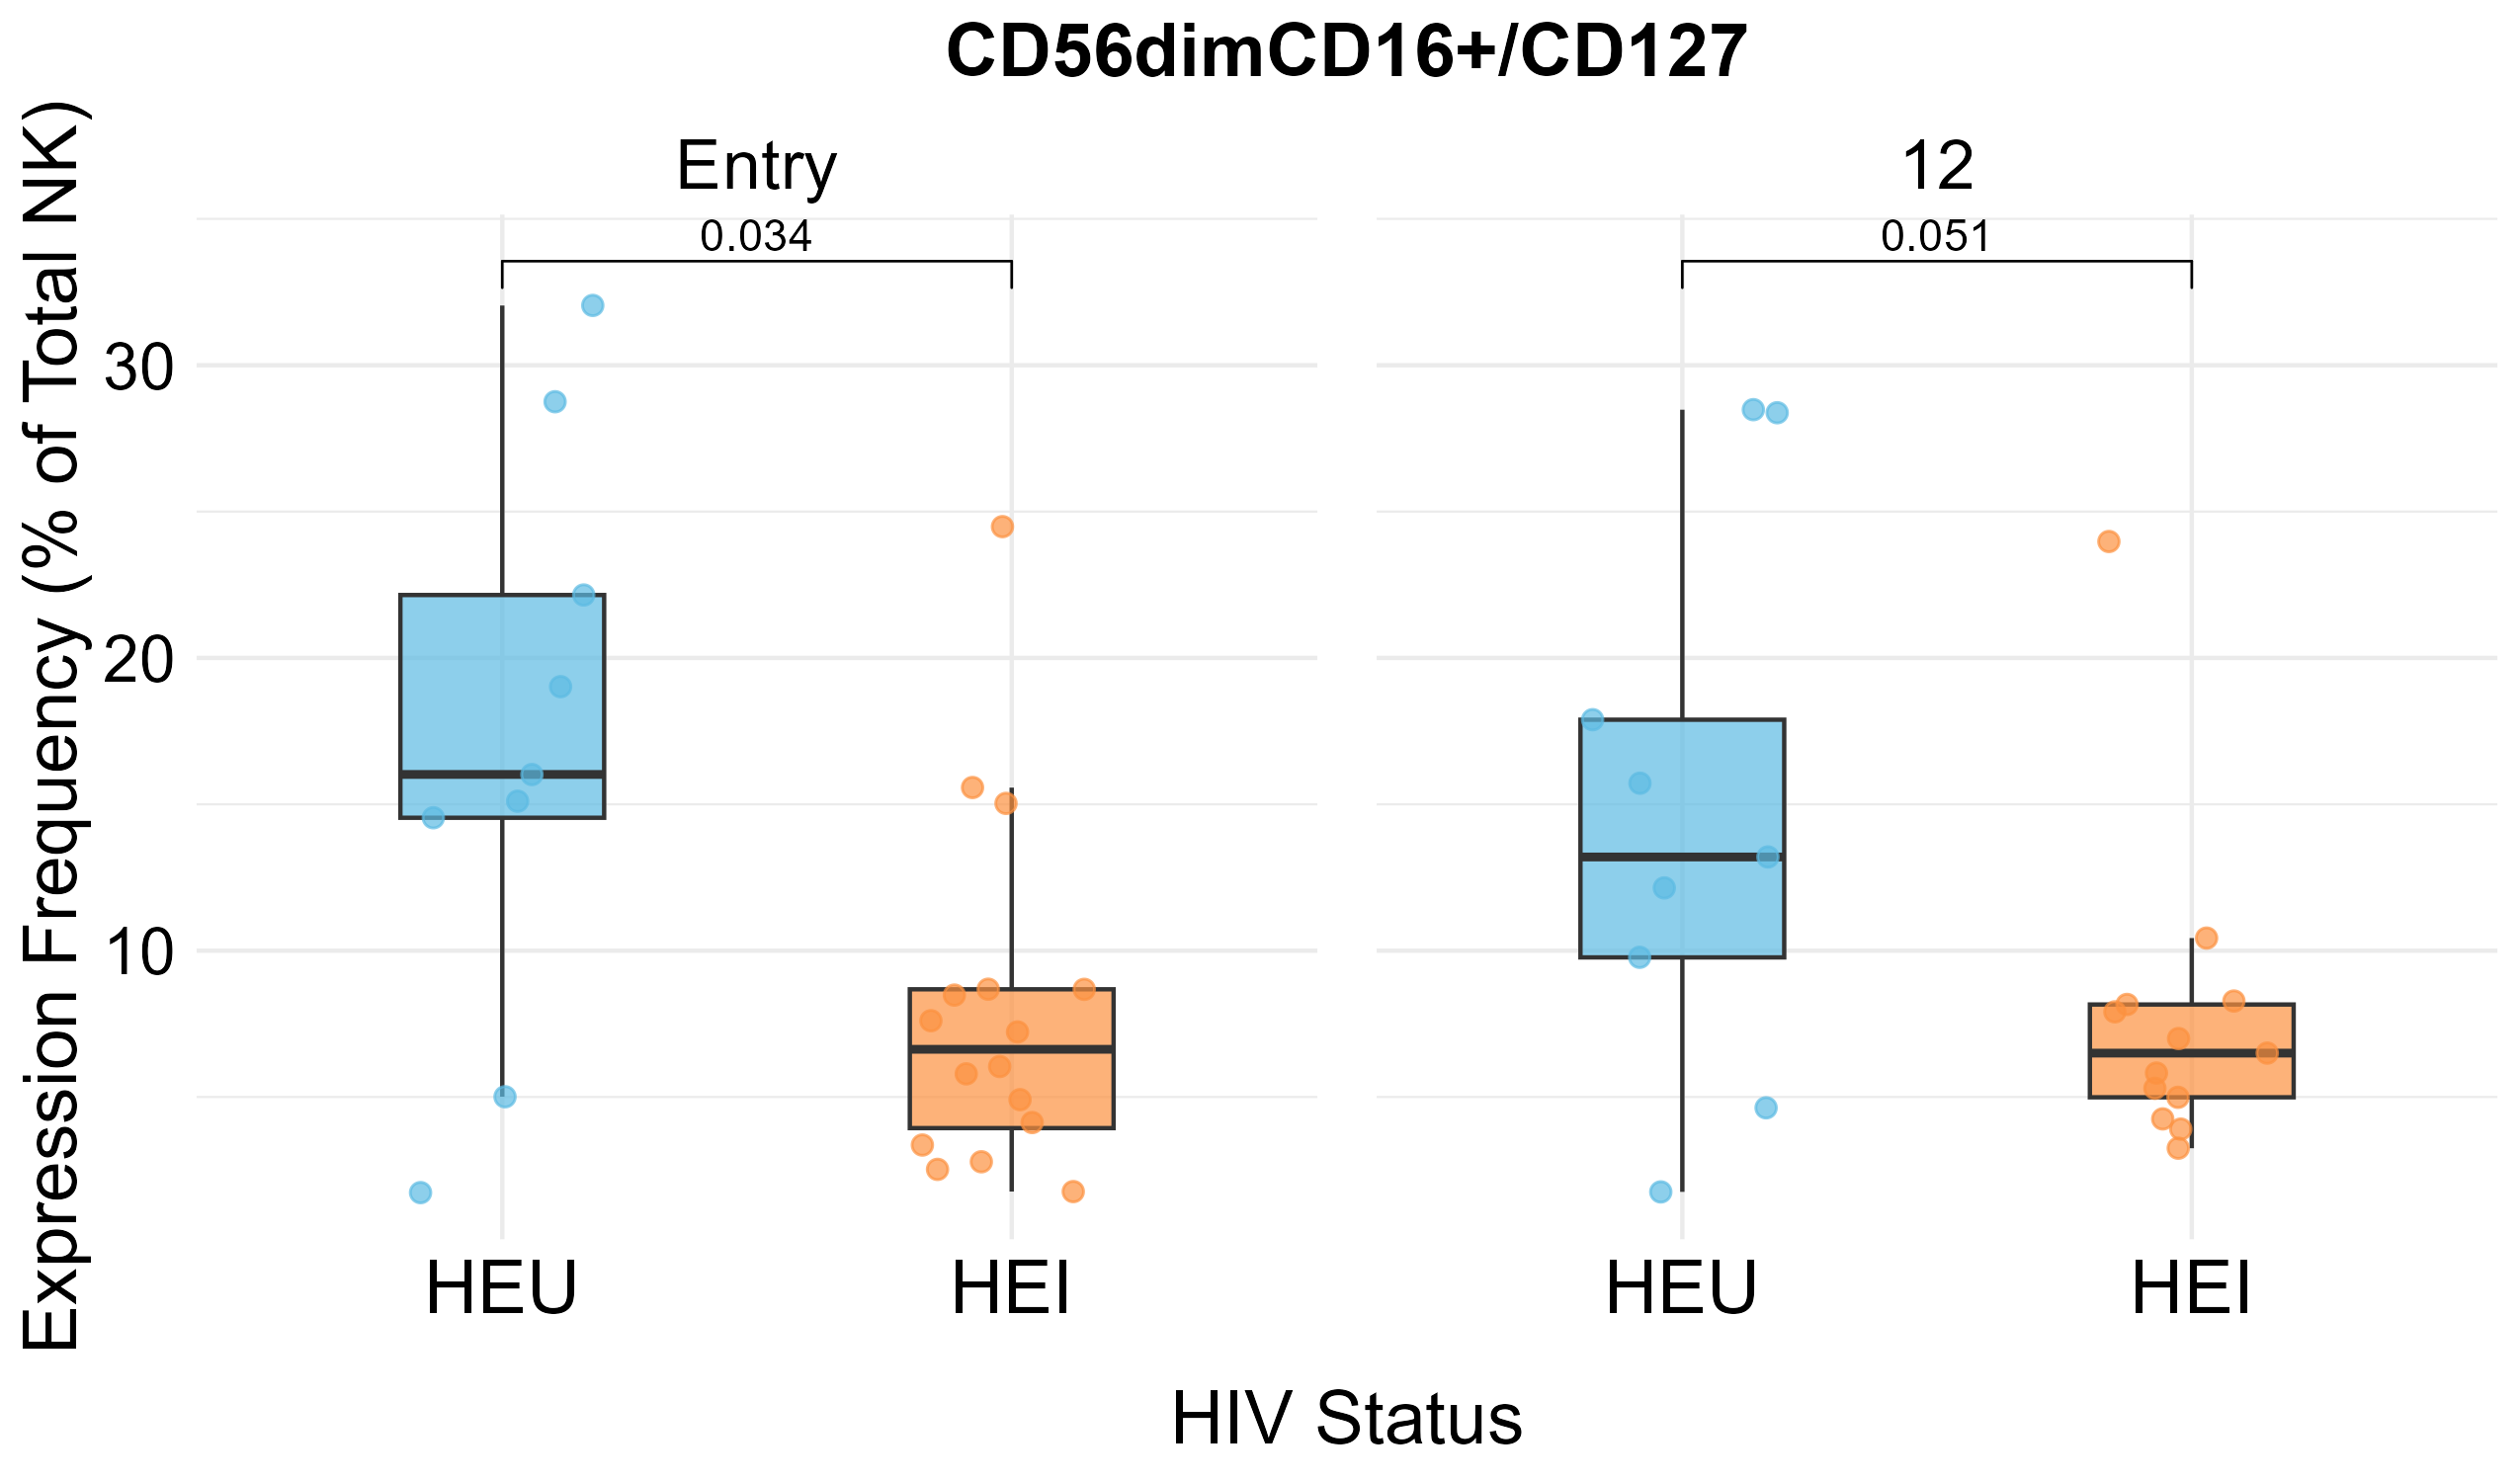 CD56dimCD16+/CD127
Entry
12
0.034
0.051
Expression Frequency (% of Total NK)
30
20
10
HEU
HEI
HEU
HEI
HIV Status